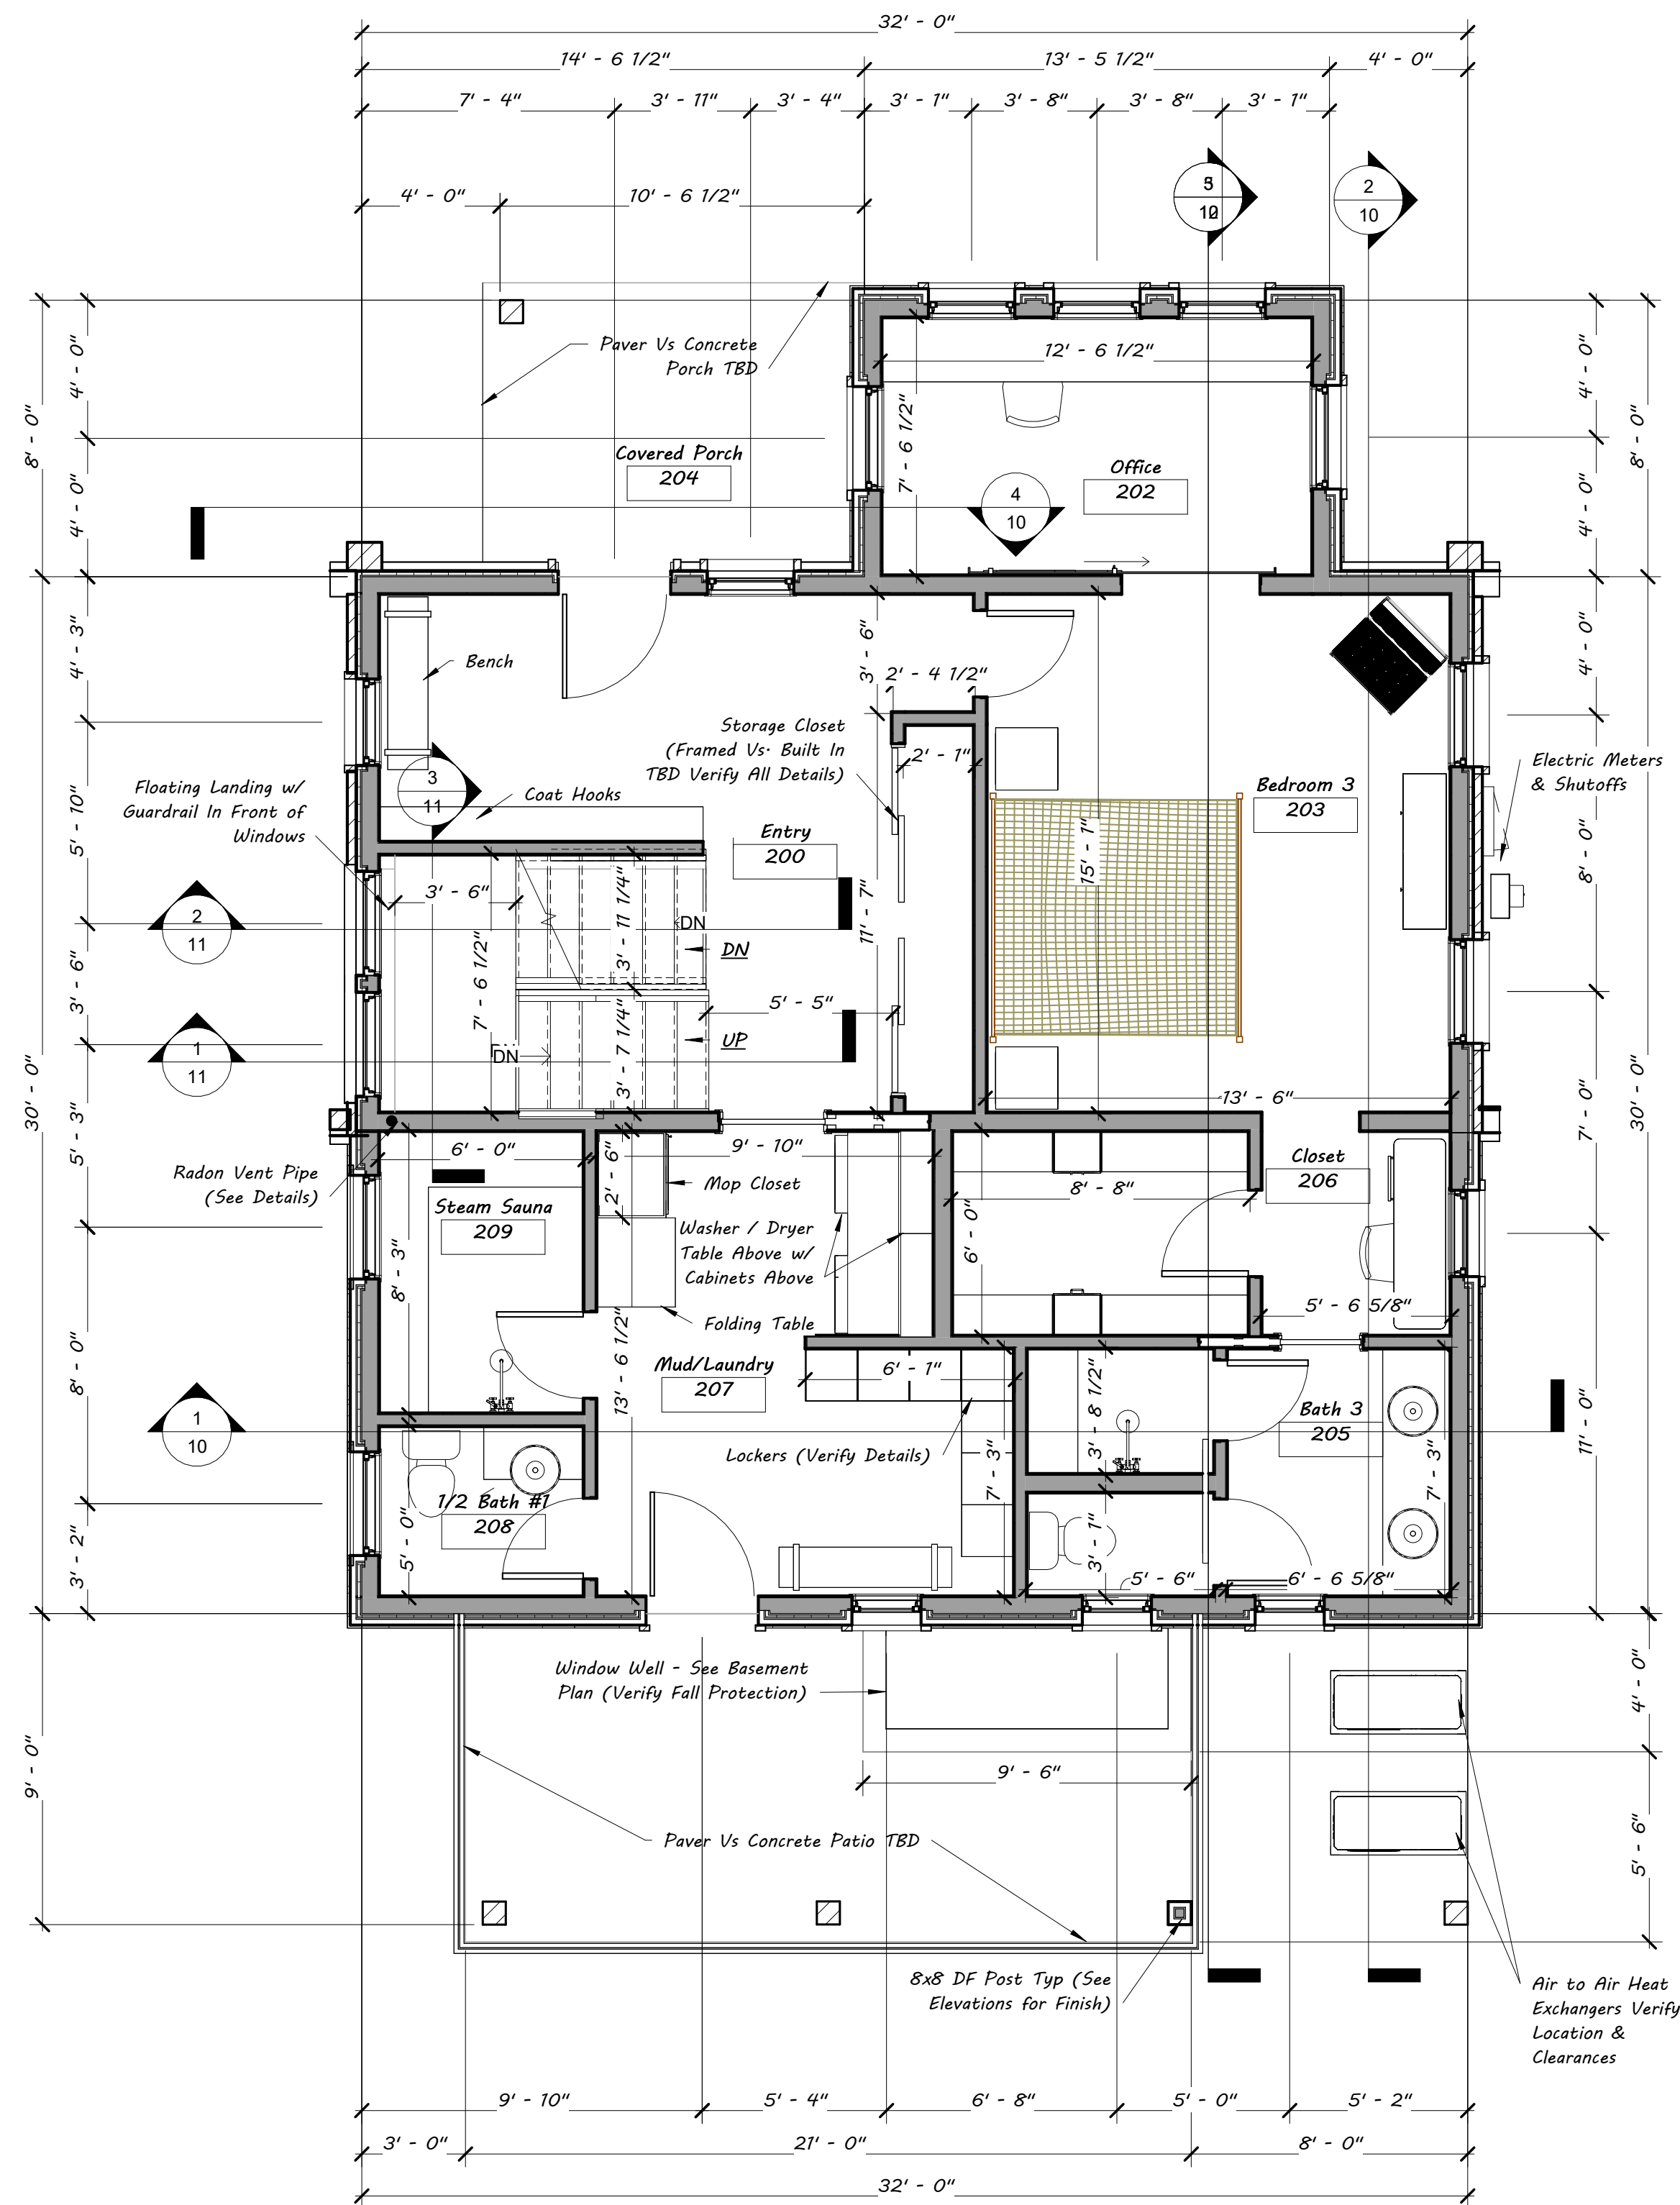 32' - 0"
14' - 6 1/2"
13' - 5 1/2"
4' - 0"
7' - 4"
3' - 11"
3' - 4"
3' - 1"
3' - 8"
3' - 8"
3' - 1"
4' - 0"
10' - 6 1/2"
2
10
Paver Vs Concrete
Porch TBD
12' - 6 1/2"
7' - 6 1/2"
Covered Porch
204
Office
202
4
10
8' - 0"
4' - 0"
4' - 0"
4' - 0"
4' - 0"
8' - 0"
4' - 3"
5' - 10"
3' - 6"
5' - 3"
8' - 0"
3' - 2"
30' - 0"
9' - 0"
Bench
3' - 6"
2' - 4 1/2"
Storage Closet
(Framed Vs. Built In
TBD Verify All Details)
2' - 1"
Floating Landing w/
Guardrail In Front of
Windows
3
11
Coat Hooks
Entry
200
Bedroom 3
203
Electric Meters
& Shutoffs
15' - 1"
3' - 6"
3' - 11 1/4"
DN
DN
11' - 7"
7' - 6 1/2"
5' - 5"
3' - 7 1/4"
UP
DN
2
11
1
11
13' - 6"
4' - 0"
8' - 0"
7' - 0"
11' - 0"
30' - 0"
Radon Vent Pipe
(See Details)
6' - 0"
9' - 10"
2' - 6"
Mop Closet
8' - 8"
6' - 0"
Closet
206
Steam Sauna
209
Washer / Dryer
Table Above w/
Cabinets Above
8' - 3"
5' - 6 5/8"
Folding Table
13' - 6 1/2"
Mud/Laundry
207
6' - 1"
3' - 8 1/2"
Bath 3
205
1
10
Lockers (Verify Details)
7' - 3"
7' - 3"
1/2 Bath #1
208
5' - 0"
3' - 1"
5' - 6"
6' - 6 5/8"
Window Well - See Basement
Plan (Verify Fall Protection)
4' - 0"
9' - 6"
Paver Vs Concrete Patio TBD
5' - 6"
8x8 DF Post Typ (See
Elevations for Finish)
Air to Air Heat
Exchangers Verify
Location &
Clearances
9' - 10"
5' - 4"
6' - 8"
5' - 0"
5' - 2"
3' - 0"
21' - 0"
8' - 0"
32' - 0"